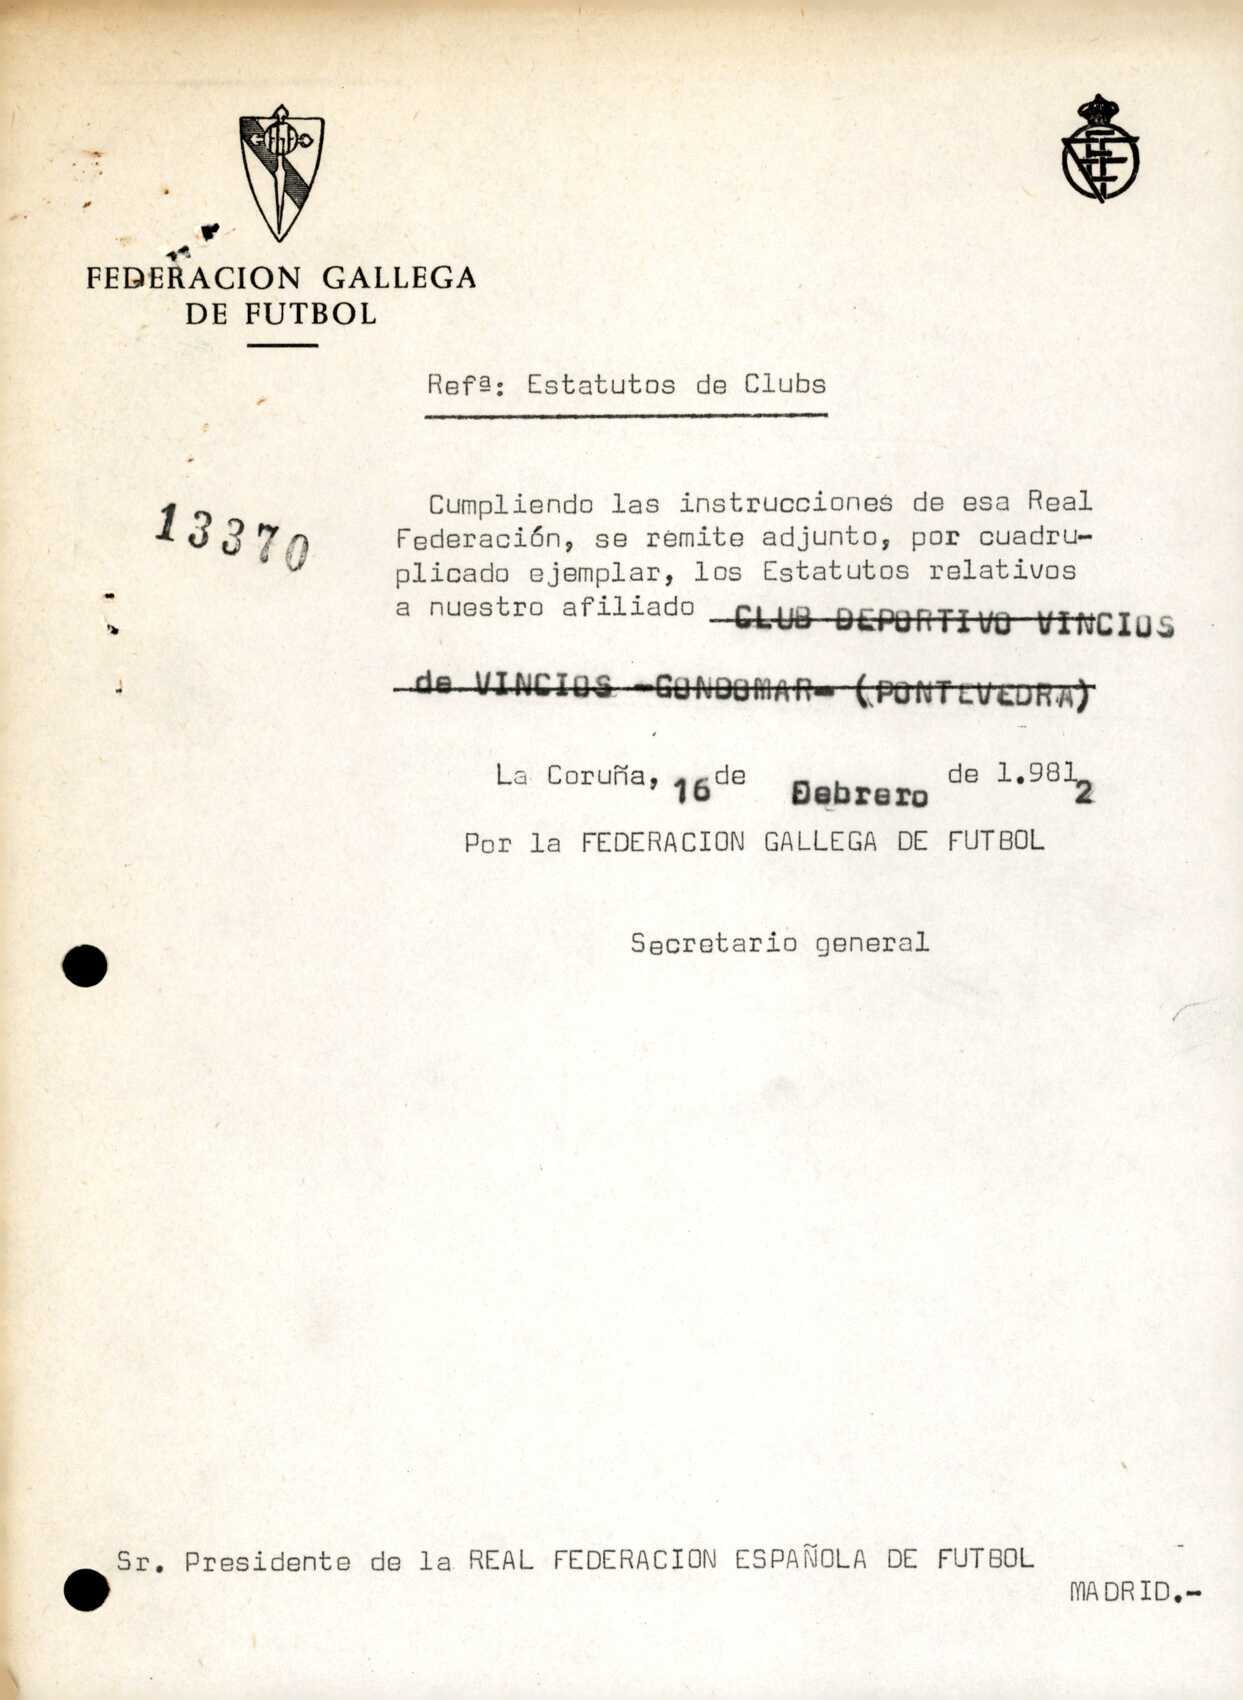 FEDERACION GALLEGA
DE FUTBOL
Refª: Estatutos de Clubs
13370
Cumpliendo las instrucciones de esa Real
Federación, se remite adjunto, por cuadru-
plicado ejemplar, los Estatutos relativos
a nuestro afiliado CLUB DEPORTIVO VINCIOS
de VINCIOS -GONDOMAR- (PONTEVEDRA)
La Coruña, 16 de Febrero de 1.9812
Por la FEDERACION GALLEGA DE FUTBOL
Secretario general
Sr. Presidente de la REAL FEDERACION ESPAÑOLA DE FUTBOL
MADRID.-